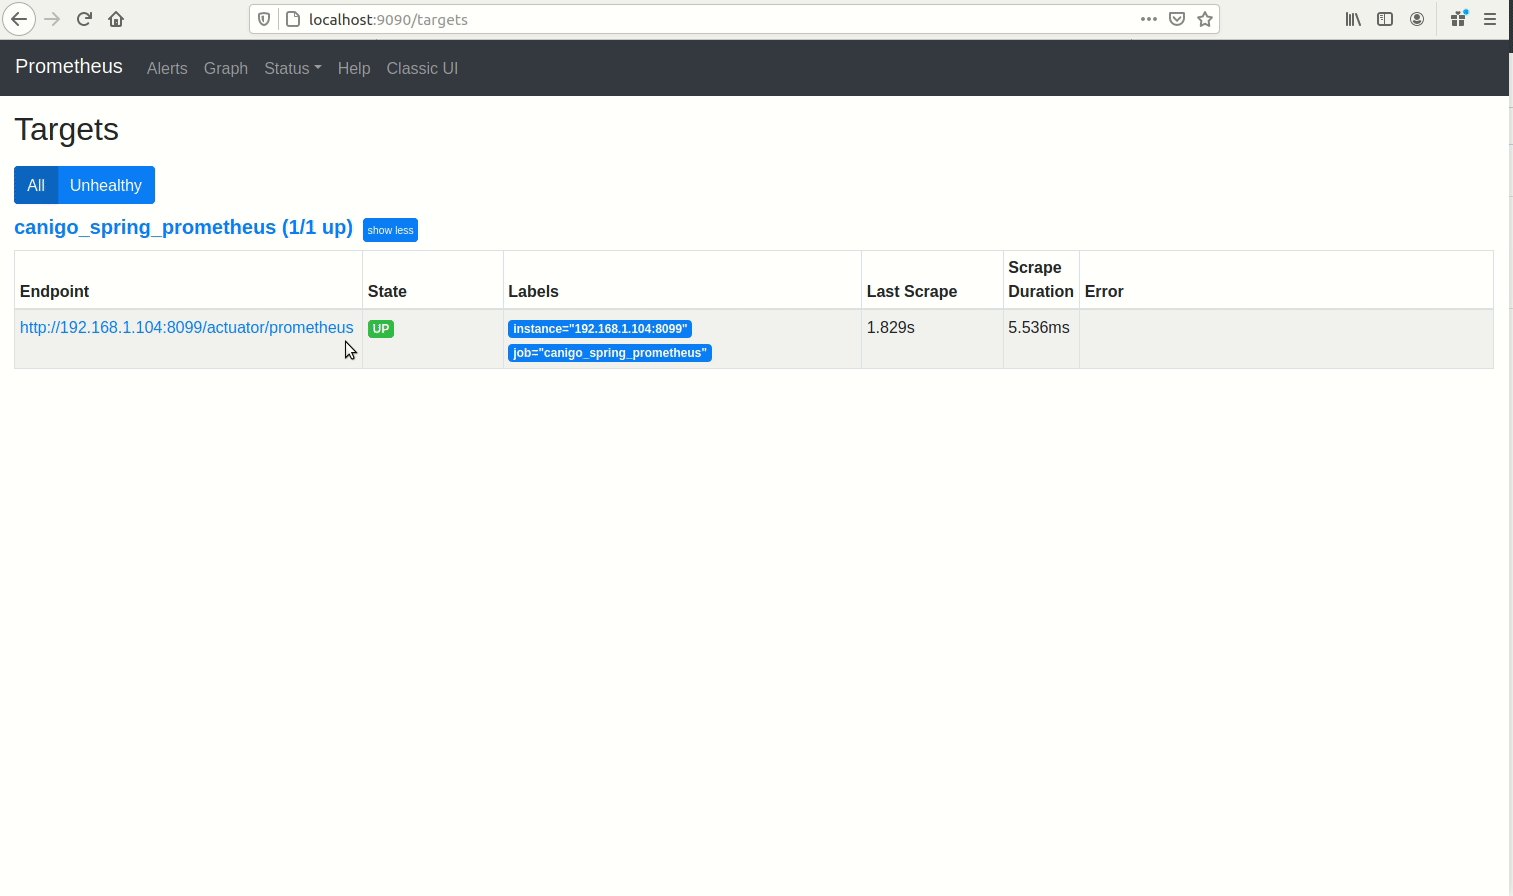 localhost:9090/targets
Prometheus Alerts Graph Status Help Classic UI
Targets
All Unhealthy
canigo_spring_prometheus (1/1 up) show less
Endpoint State Labels Last Scrape Scrape Duration Error
http://192.168.1.104:8099/actuator/prometheus UP instance="192.168.1.104:8099" 1.829s 5.536ms
job="canigo_spring_prometheus"